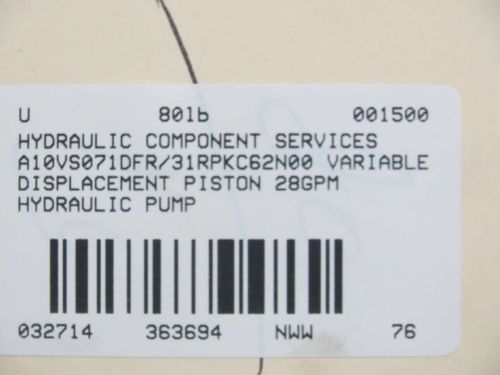 U 80lb 001500
HYDRAULIC COMPONENT SERVICES
A10VS071DFR/31RPKC62N00 VARIABLE
DISPLACEMENT PISTON 28GPM
HYDRAULIC PUMP
032714 363694 NWW 76